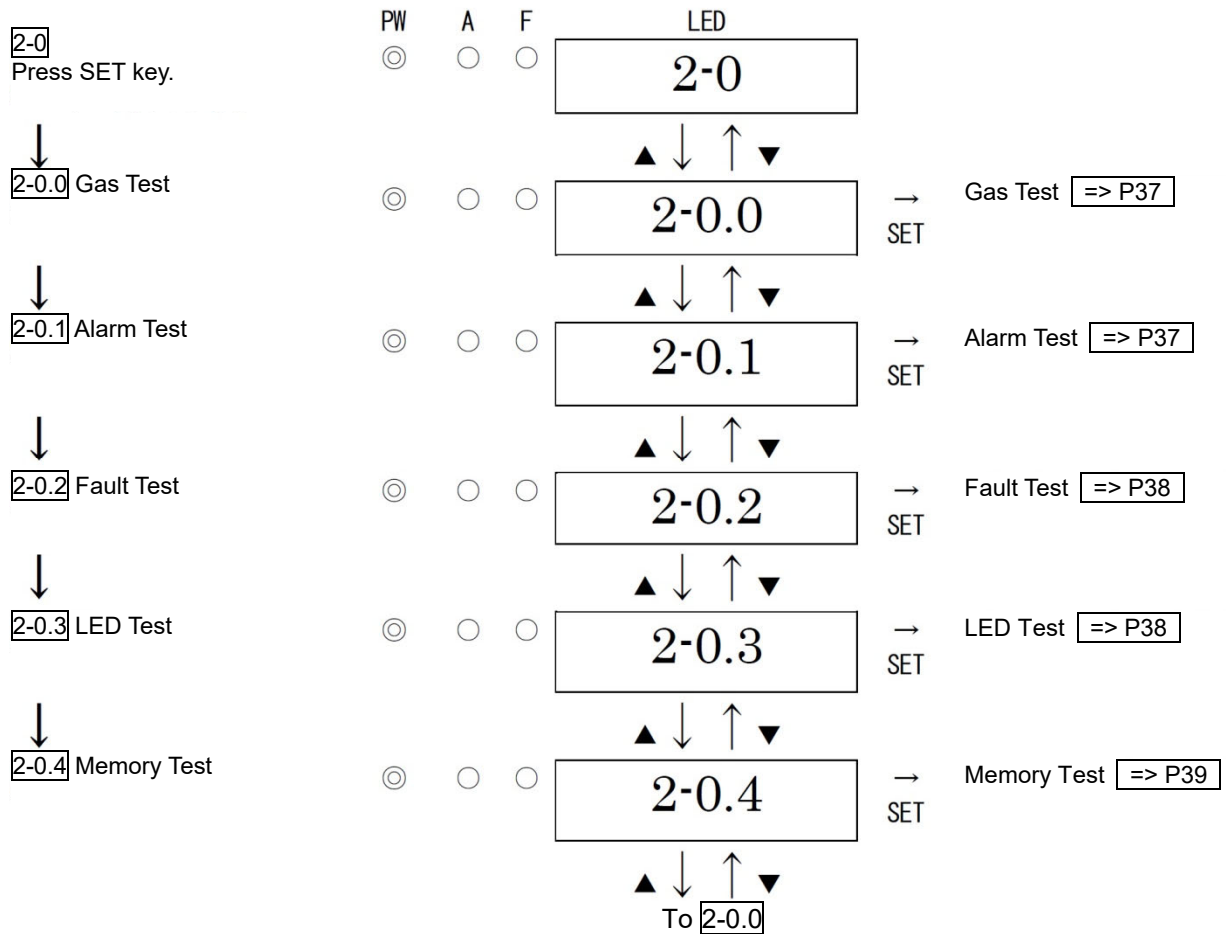 PW A F LED
2-0
Press SET key.
2-0
▲ ↓ ↑ ▼
↓
2-0.0 Gas Test
2-0.0
→ SET
Gas Test => P37
▲ ↓ ↑ ▼
↓
2-0.1 Alarm Test
2-0.1
→ SET
Alarm Test => P37
▲ ↓ ↑ ▼
↓
2-0.2 Fault Test
2-0.2
→ SET
Fault Test => P38
▲ ↓ ↑ ▼
↓
2-0.3 LED Test
2-0.3
→ SET
LED Test => P38
▲ ↓ ↑ ▼
↓
2-0.4 Memory Test
2-0.4
→ SET
Memory Test => P39
▲ ↓ ↑ ▼
To 2-0.0